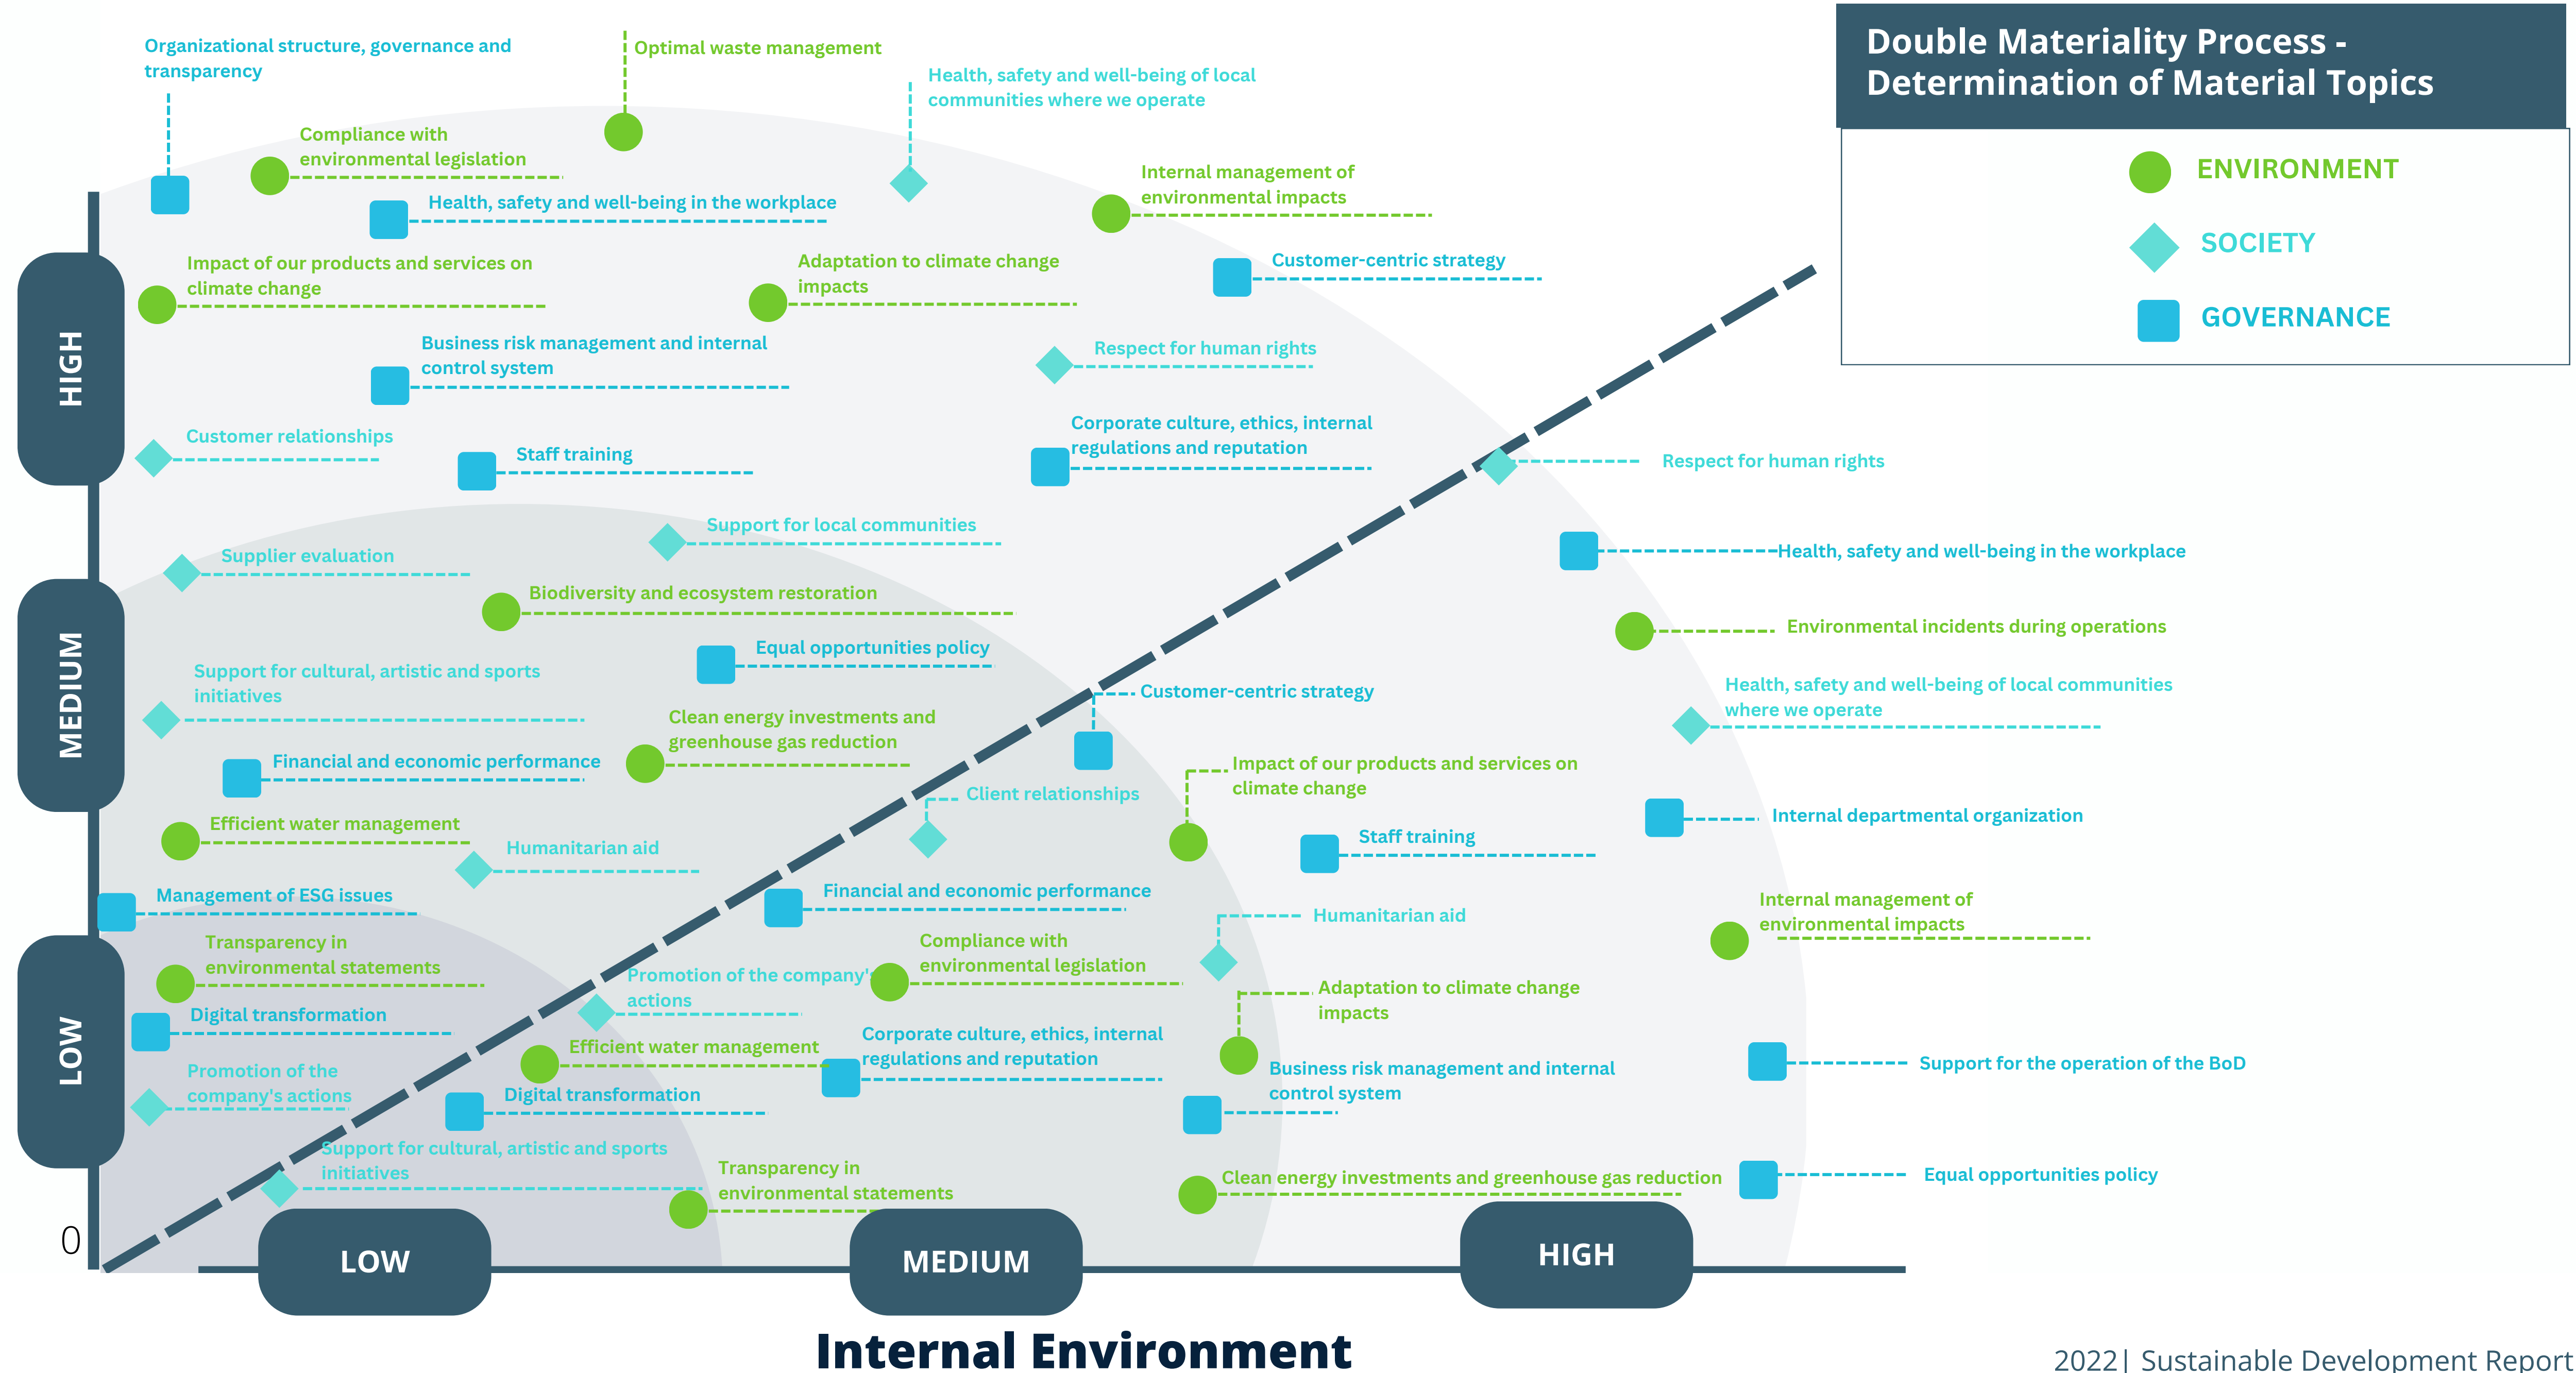 Double Materiality Process -
Determination of Material Topics
ENVIRONMENT
SOCIETY
GOVERNANCE
Organizational structure, governance and
transparency
Optimal waste management
Health, safety and well-being of local
communities where we operate
Compliance with
environmental legislation
Health, safety and well-being in the workplace
Internal management of
environmental impacts
Impact of our products and services on
climate change
Adaptation to climate change
impacts
Customer-centric strategy
Business risk management and internal
control system
Respect for human rights
Customer relationships
Staff training
Corporate culture, ethics, internal
regulations and reputation
HIGH
Supplier evaluation
Support for local communities
Biodiversity and ecosystem restoration
Equal opportunities policy
Support for cultural, artistic and sports
initiatives
Clean energy investments and
greenhouse gas reduction
Financial and economic performance
Efficient water management
Humanitarian aid
MEDIUM
Management of ESG issues
Transparency in
environmental statements
Digital transformation
Promotion of the
company's actions
LOW
0
Respect for human rights
Health, safety and well-being in the workplace
Environmental incidents during operations
Health, safety and well-being of local communities
where we operate
Customer-centric strategy
Impact of our products and services on
climate change
Client relationships
Internal departmental organization
Staff training
Financial and economic performance
Internal management of
environmental impacts
Humanitarian aid
Compliance with
environmental legislation
Promotion of the company's
actions
Adaptation to climate change
impacts
Efficient water management
Corporate culture, ethics, internal
regulations and reputation
Business risk management and internal
control system
Support for the operation of the BoD
Digital transformation
Support for cultural, artistic and sports
initiatives
Transparency in
environmental statements
Clean energy investments and greenhouse gas reduction
Equal opportunities policy
LOW
MEDIUM
HIGH
Internal Environment
2022| Sustainable Development Report